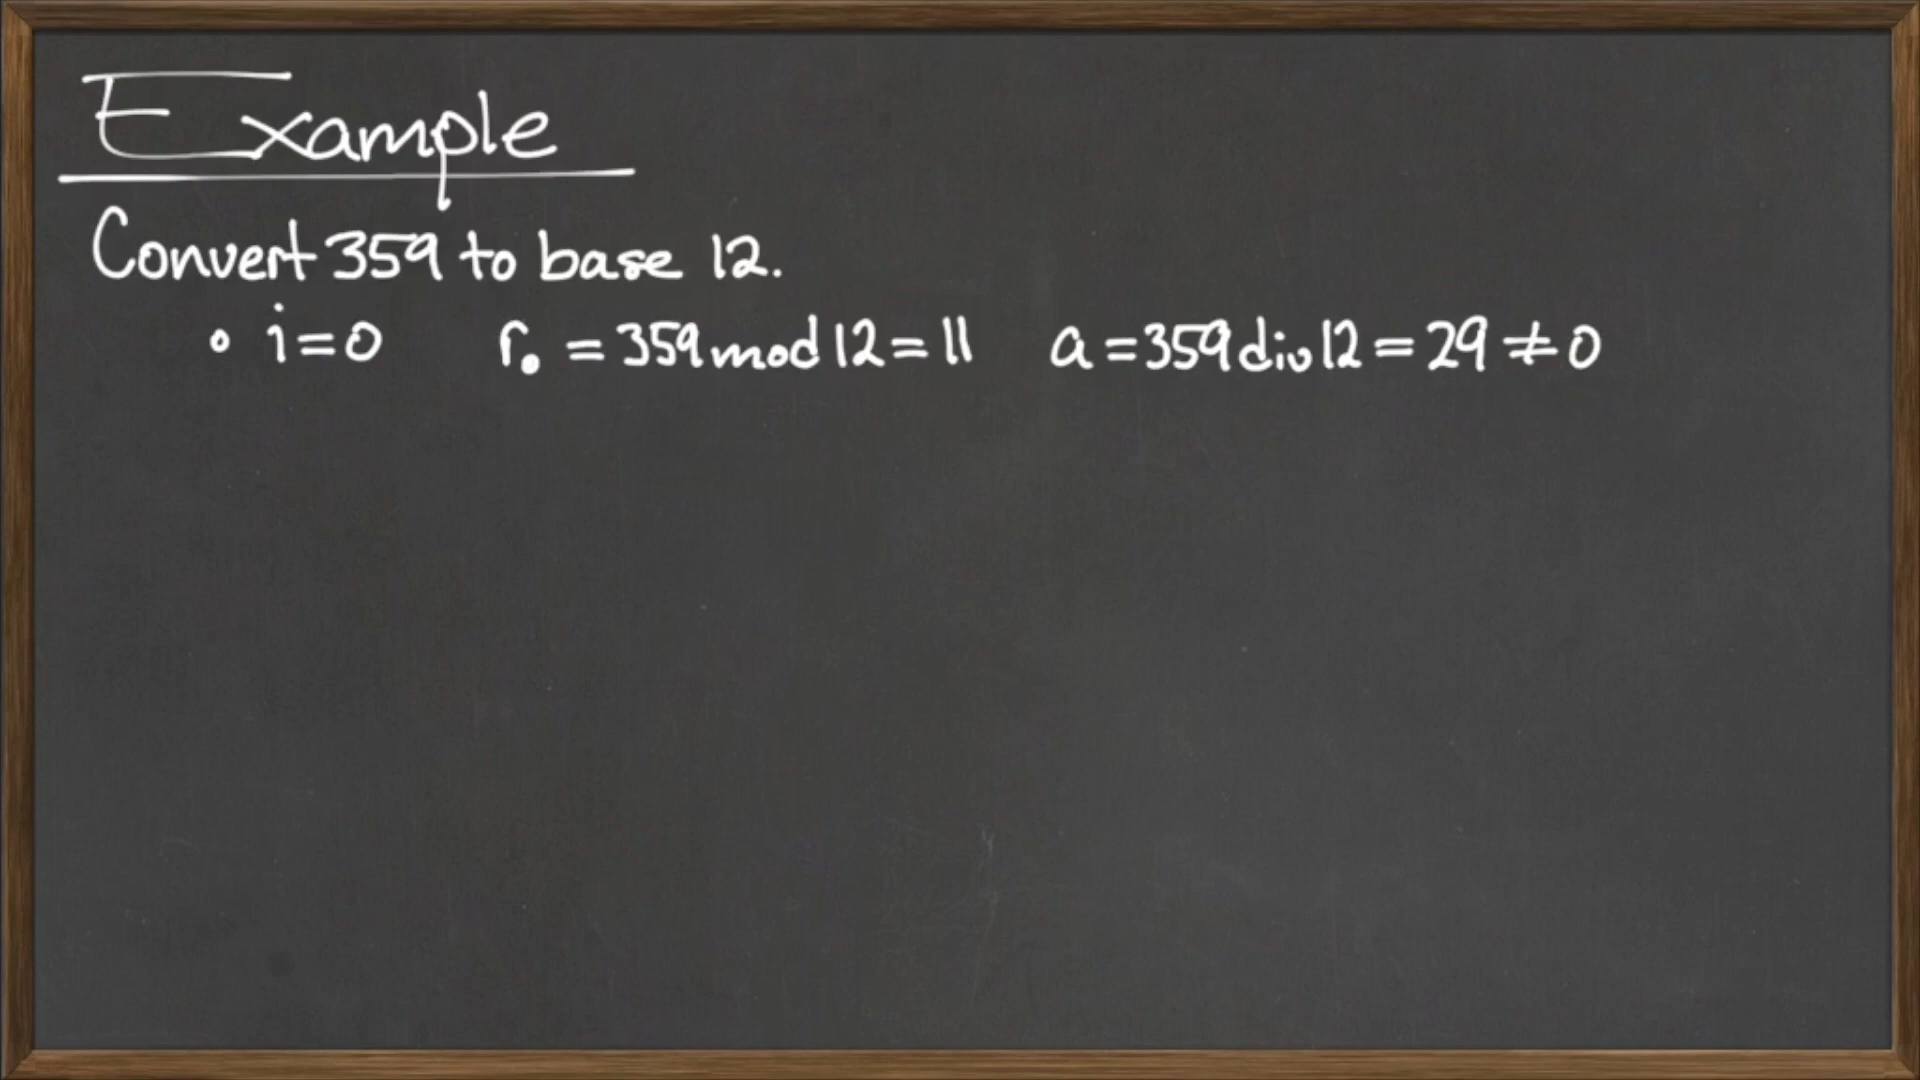 Example
Convert 359 to base 12.
• i=0 r₀ = 359 mod 12 = 11 a = 359 div 12 = 29 ≠ 0